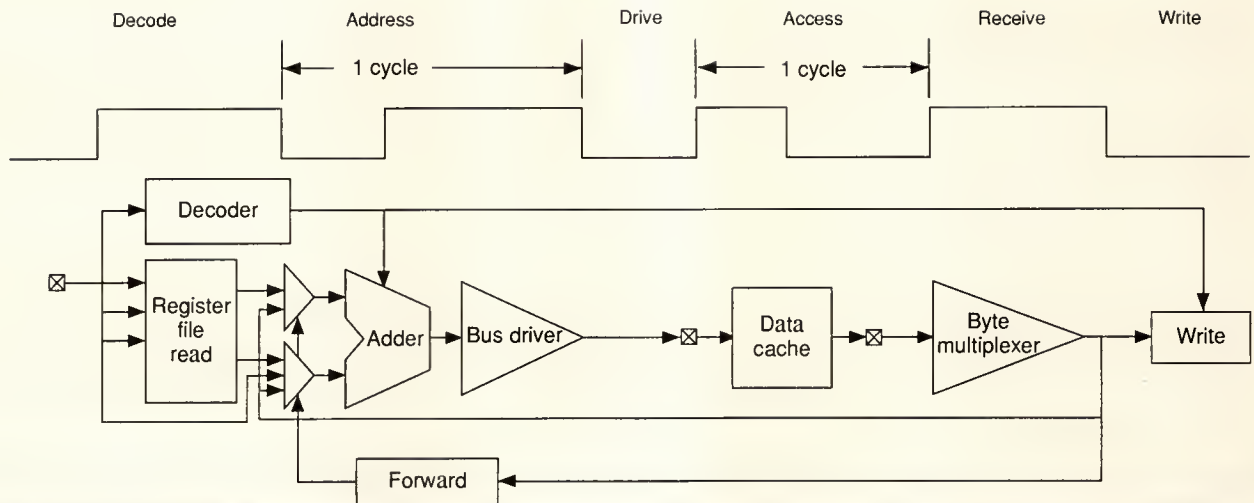 Decode
Address
Drive
Access
Receive
Write
1 cycle
1 cycle
Decoder
Register
file
read
Adder
Bus driver
Data
cache
Byte
multiplexer
Write
Forward